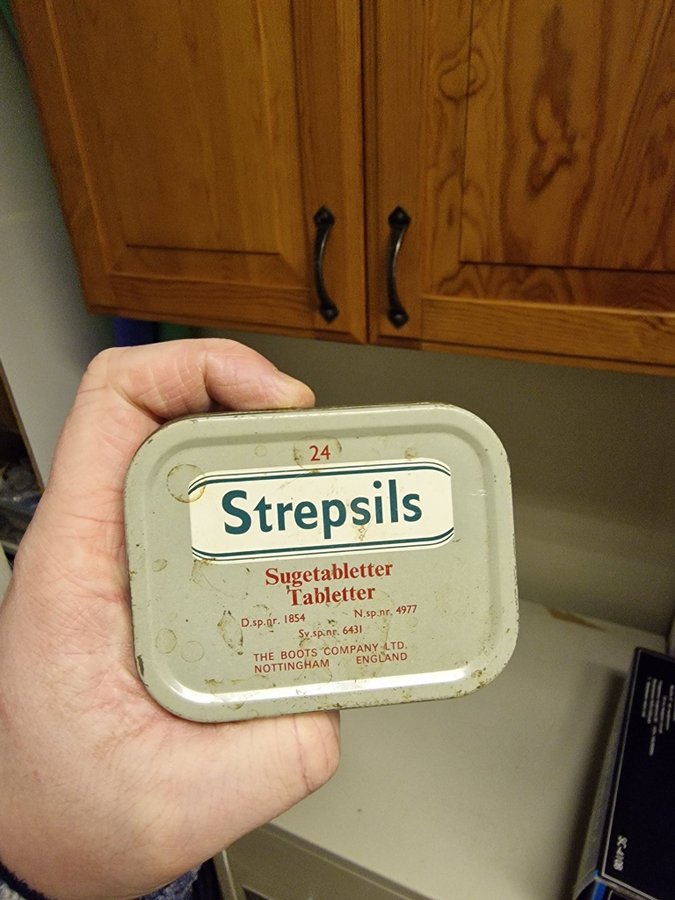 24
Strepsils
Sugetabletter
Tabletter
D.sp.nr. 1854 N.sp.nr. 4977
Sv.sp.nr. 6431
THE BOOTS COMPANY LTD.
NOTTINGHAM ENGLAND